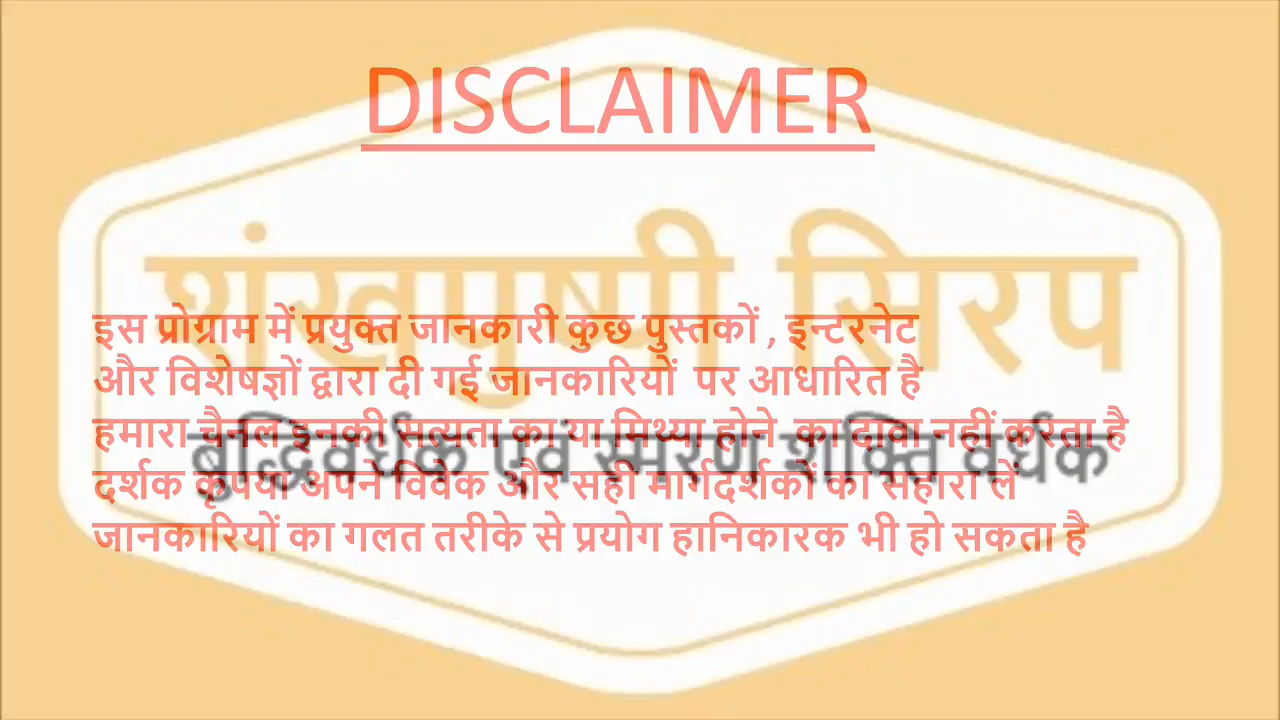 DISCLAIMER
शंखपुष्पी सिरप
इस प्रोग्राम में प्रयुक्त जानकारी कुछ पुस्तकों , इन्टरनेट
और विशेषज्ञों द्वारा दी गई जानकारियों पर आधारित है
हमारा चैनल इनकी सत्यता का या मिथ्या होने का दावा नहीं करता है
बृद्धिवर्धक एवं स्मरण शक्ति वर्धक
दर्शक कृपया अपने विवेक और सही मार्गदर्शकों का सहारा लें
जानकारियों का गलत तरीके से प्रयोग हानिकारक भी हो सकता है